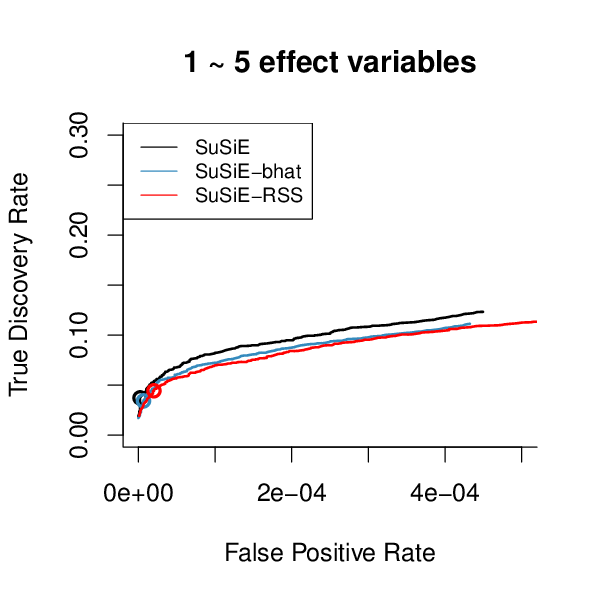 1 ~ 5 effect variables
True Discovery Rate
0.30
0.20
0.10
0.00
SuSiE
SuSiE−bhat
SuSiE−RSS
0e+00
2e−04
4e−04
False Positive Rate